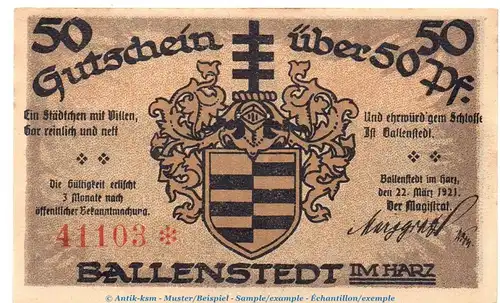 50 Gutschein über 50 Pf. 50
Ein Städtchen mit Villen,
Gar reinlich und nett
Und ehrwürd'gem Schlosse
Ist Ballenstedt.
Die Gültigkeit erlischt
3 Monate nach
öffentlicher Bekanntmachung.
41103 *
Ballenstedt im Harz,
den 22. März 1921.
Der Magistrat.
BALLENSTEDT IM HARZ
© Antik-ksm - Muster/Beispiel - Sample/example - Echantillon/exemple